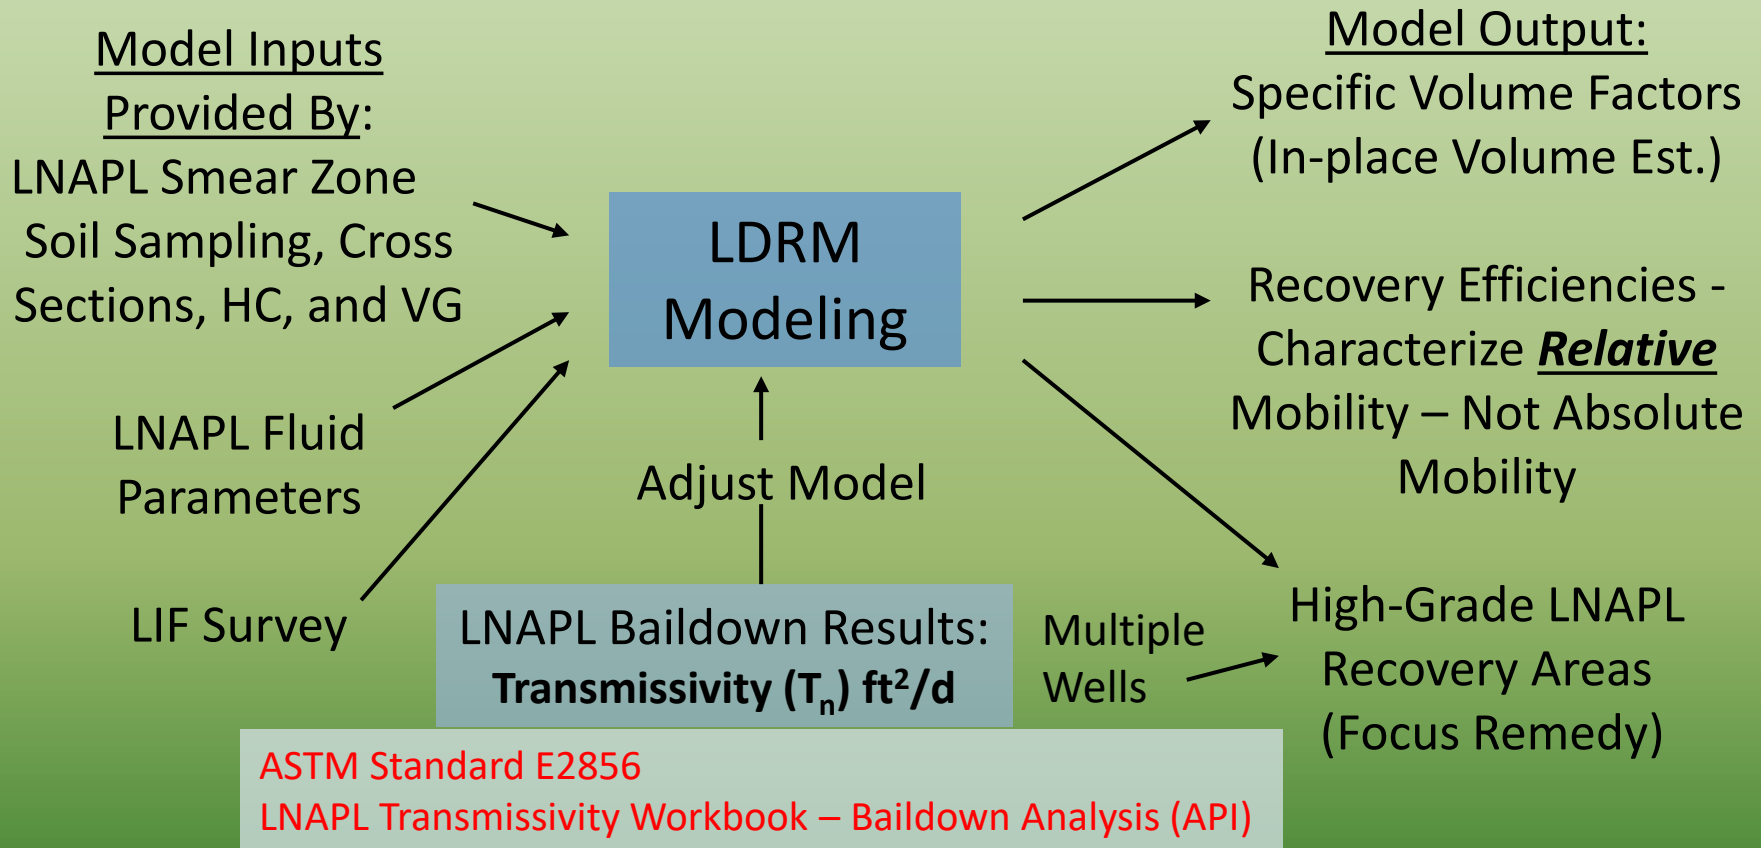 Model Inputs
Provided By:
LNAPL Smear Zone
Soil Sampling, Cross
Sections, HC, and VG
LNAPL Fluid
Parameters
LIF Survey
LDRM
Modeling
Adjust Model
LNAPL Baildown Results:
Transmissivity (Tₙ) ft²/d
ASTM Standard E2856
LNAPL Transmissivity Workbook – Baildown Analysis (API)
Multiple
Wells
Model Output:
Specific Volume Factors
(In-place Volume Est.)
Recovery Efficiencies -
Characterize Relative
Mobility – Not Absolute
Mobility
High-Grade LNAPL
Recovery Areas
(Focus Remedy)